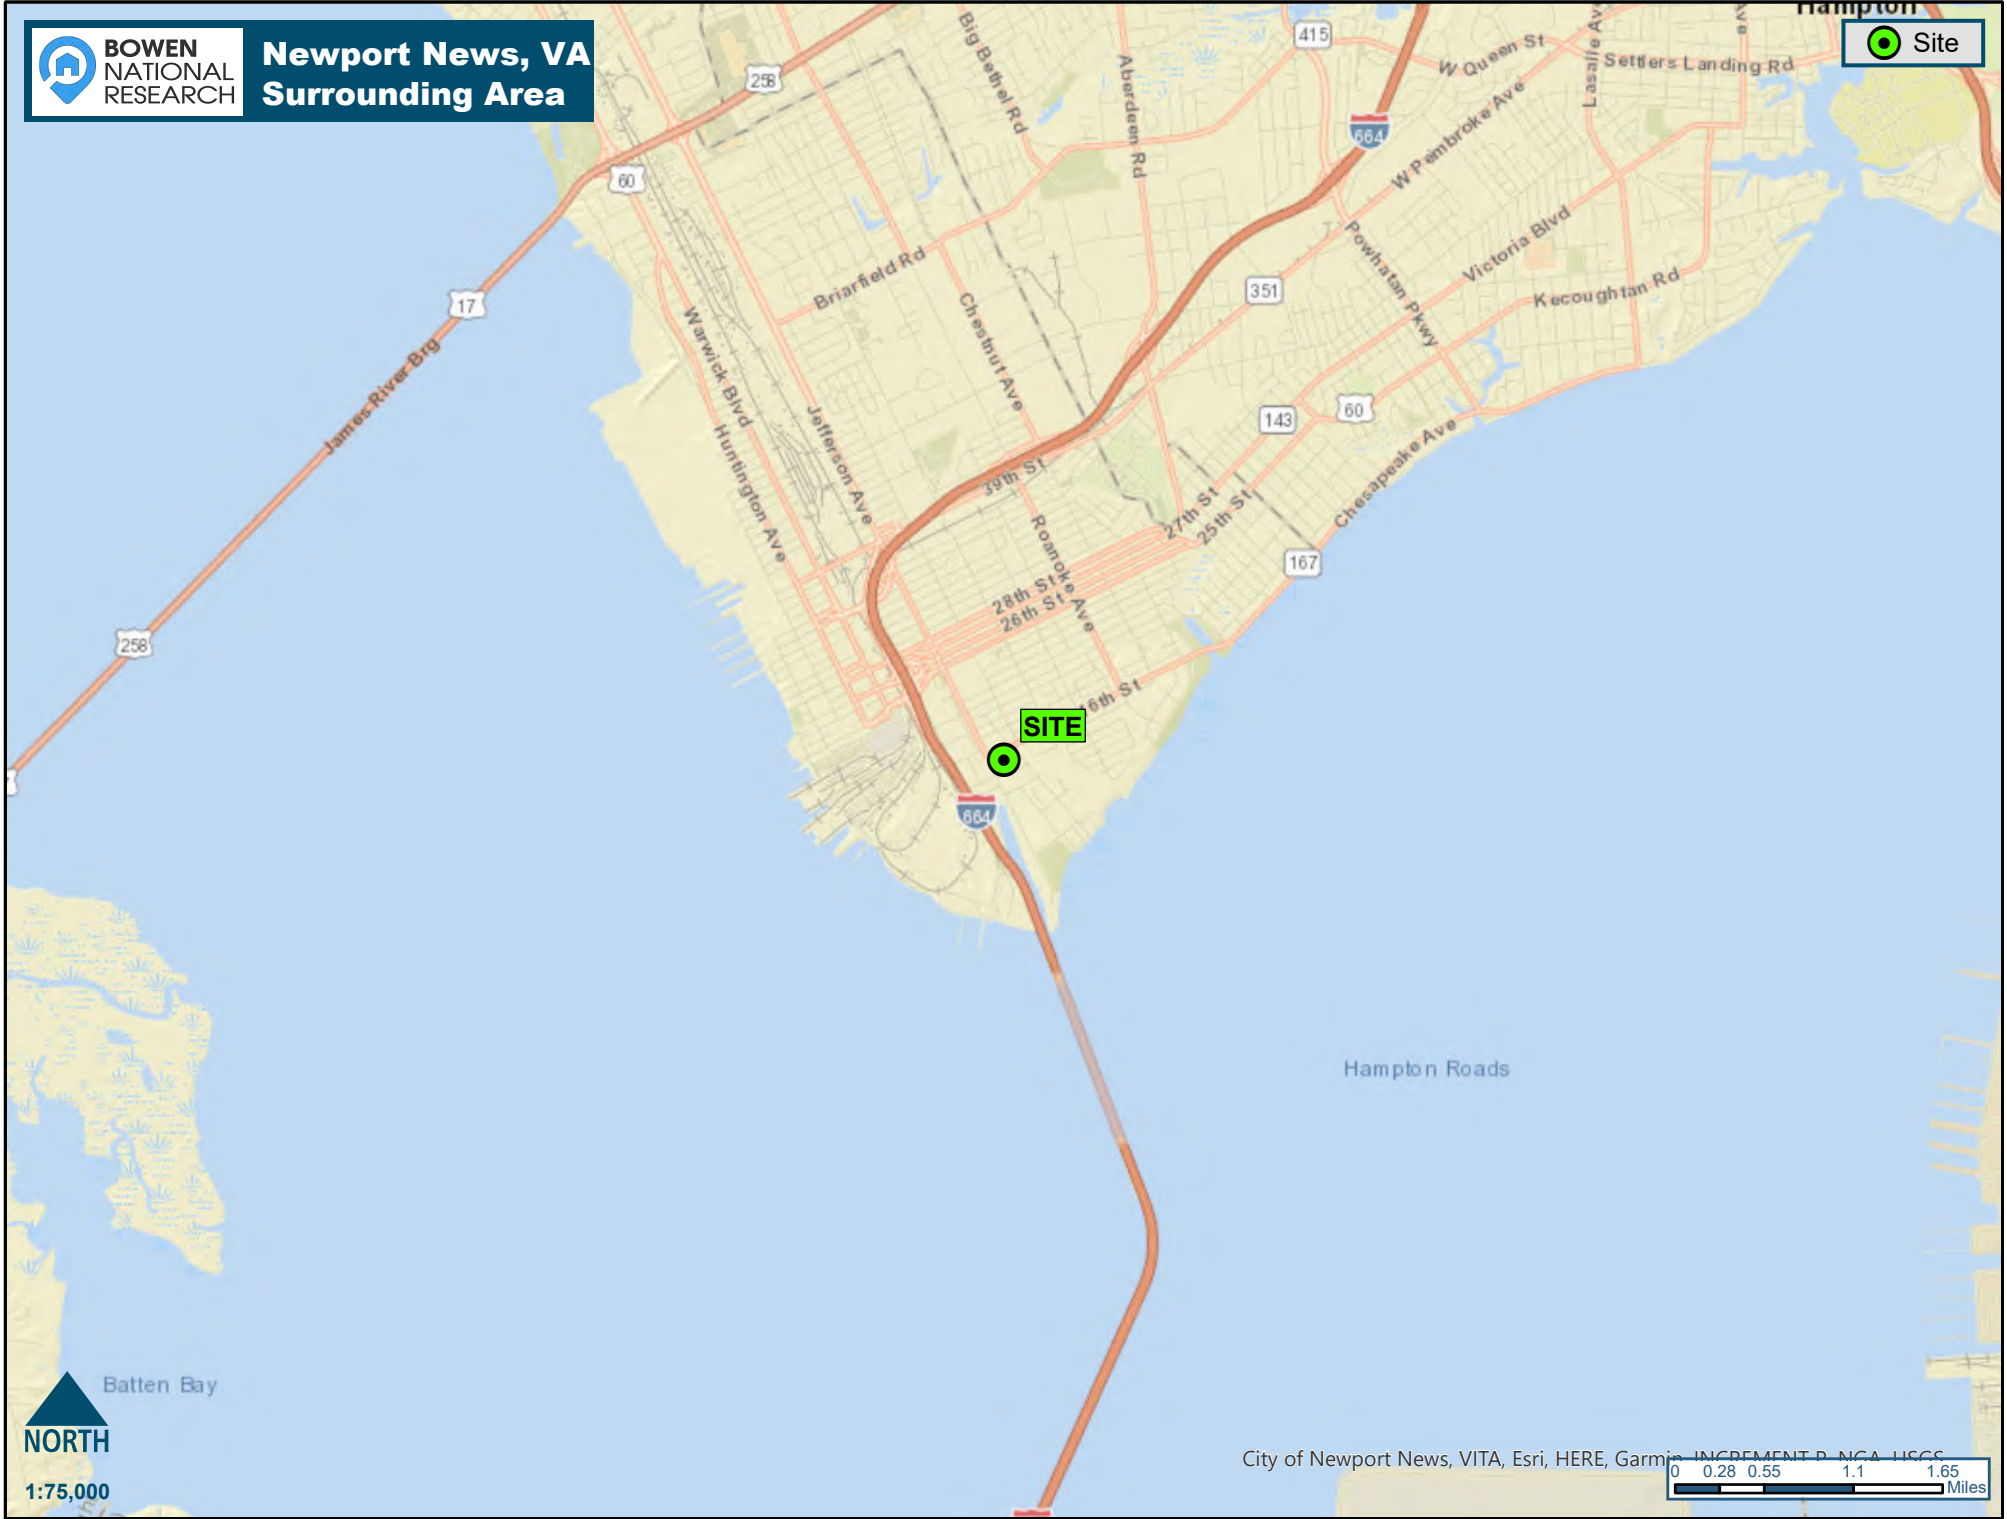 BOWEN
NATIONAL
RESEARCH
Newport News, VA
Surrounding Area
Hampton
Site
415
258
60
17
258
664
351
143
60
167
664
Big Bethel Rd
Aberdeen Rd
W Queen St
Lasalle Ave
Settlers Landing Rd
W Pembroke Ave
Powhatan Pkwy
Victoria Blvd
Kecoughtan Rd
Briarfield Rd
Chestnut Ave
Warwick Blvd
James River Brg
Jefferson Ave
Huntington Ave
39th St
Roanoke Ave
27th St
25th St
Chesapeake Ave
28th St
26th St
16th St
SITE
Hampton Roads
Batten Bay
NORTH
1:75,000
City of Newport News, VITA, Esri, HERE, Garmin, INCREMENT P, NGA, USGS
0 0.28 0.55 1.1 1.65
Miles